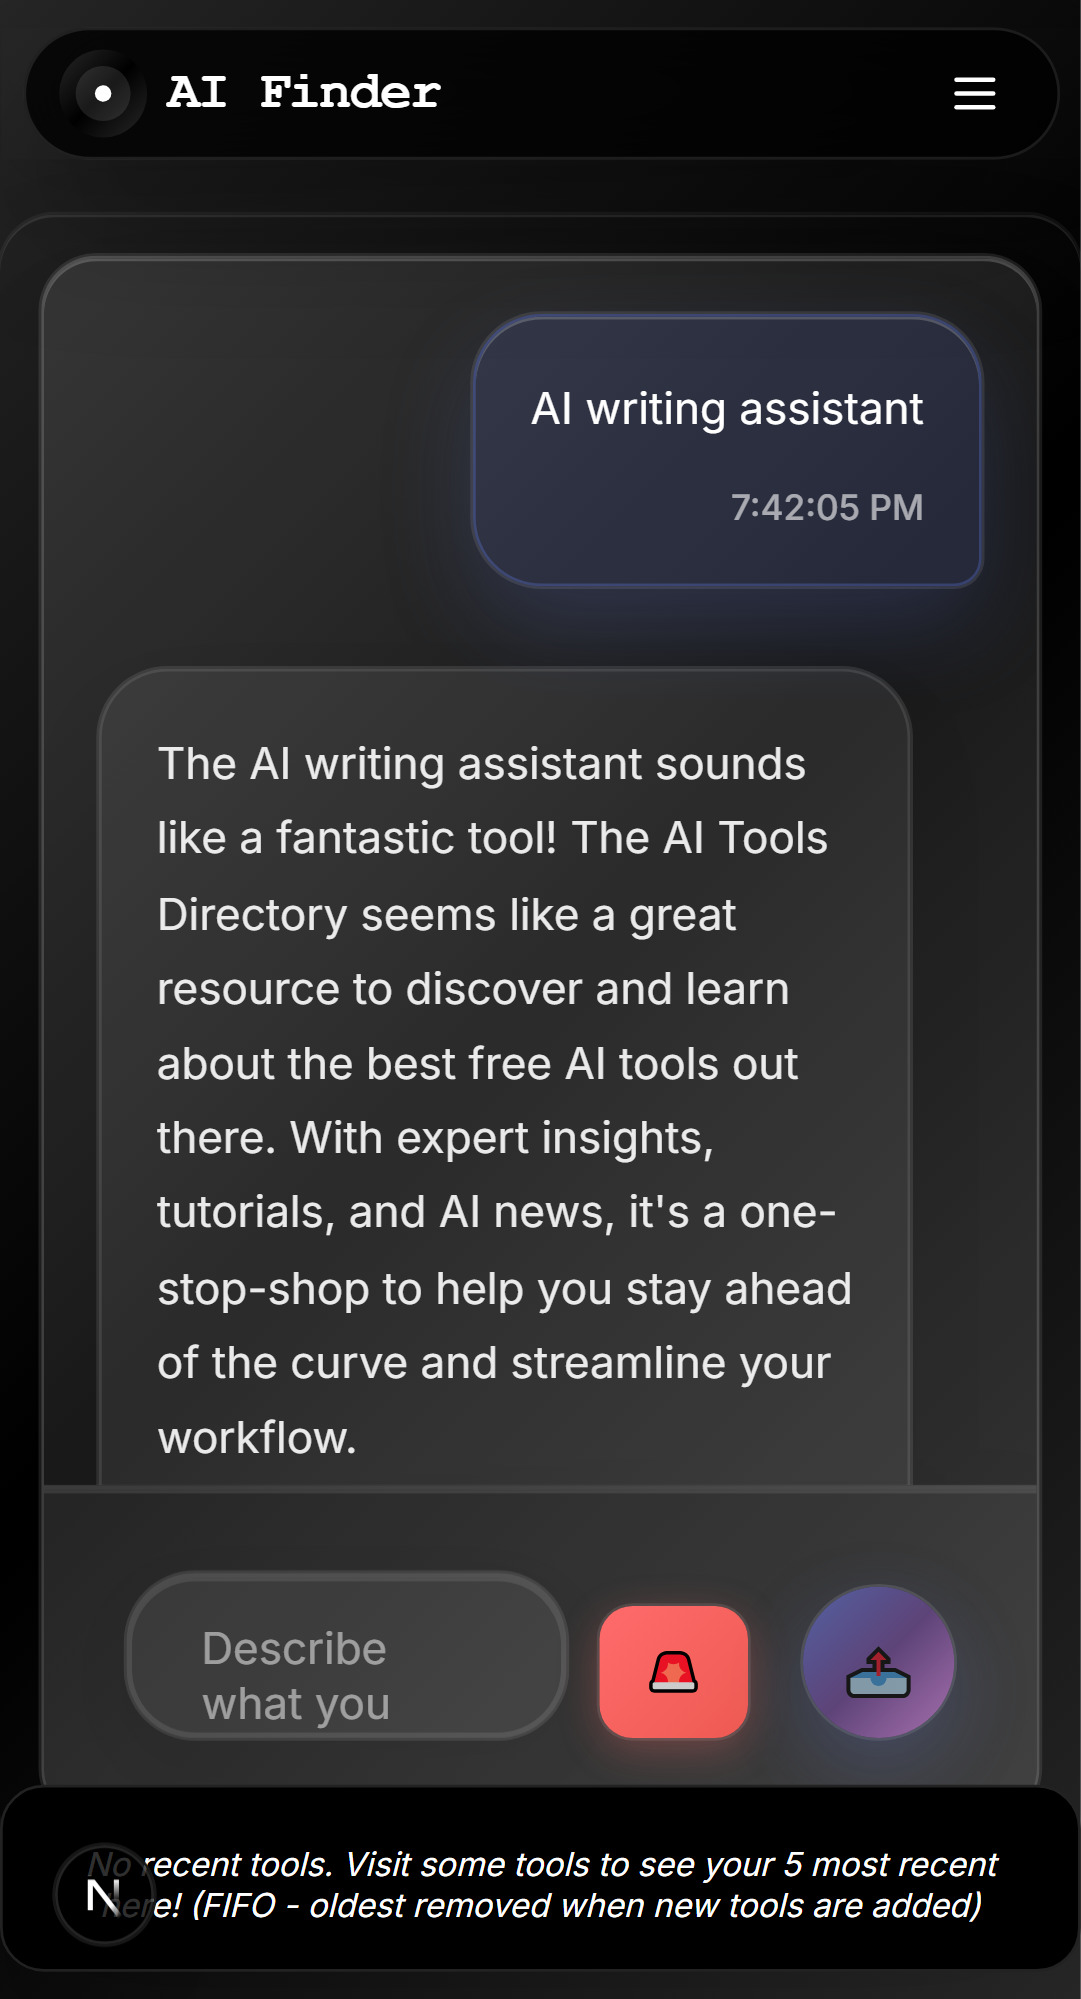 AI Finder
AI writing assistant
7:42:05 PM
The AI writing assistant sounds
like a fantastic tool! The AI Tools
Directory seems like a great
resource to discover and learn
about the best free AI tools out
there. With expert insights,
tutorials, and AI news, it's a one-
stop-shop to help you stay ahead
of the curve and streamline your
workflow.
Describe
what you
No recent tools. Visit some tools to see your 5 most recent
here! (FIFO - oldest removed when new tools are added)
N